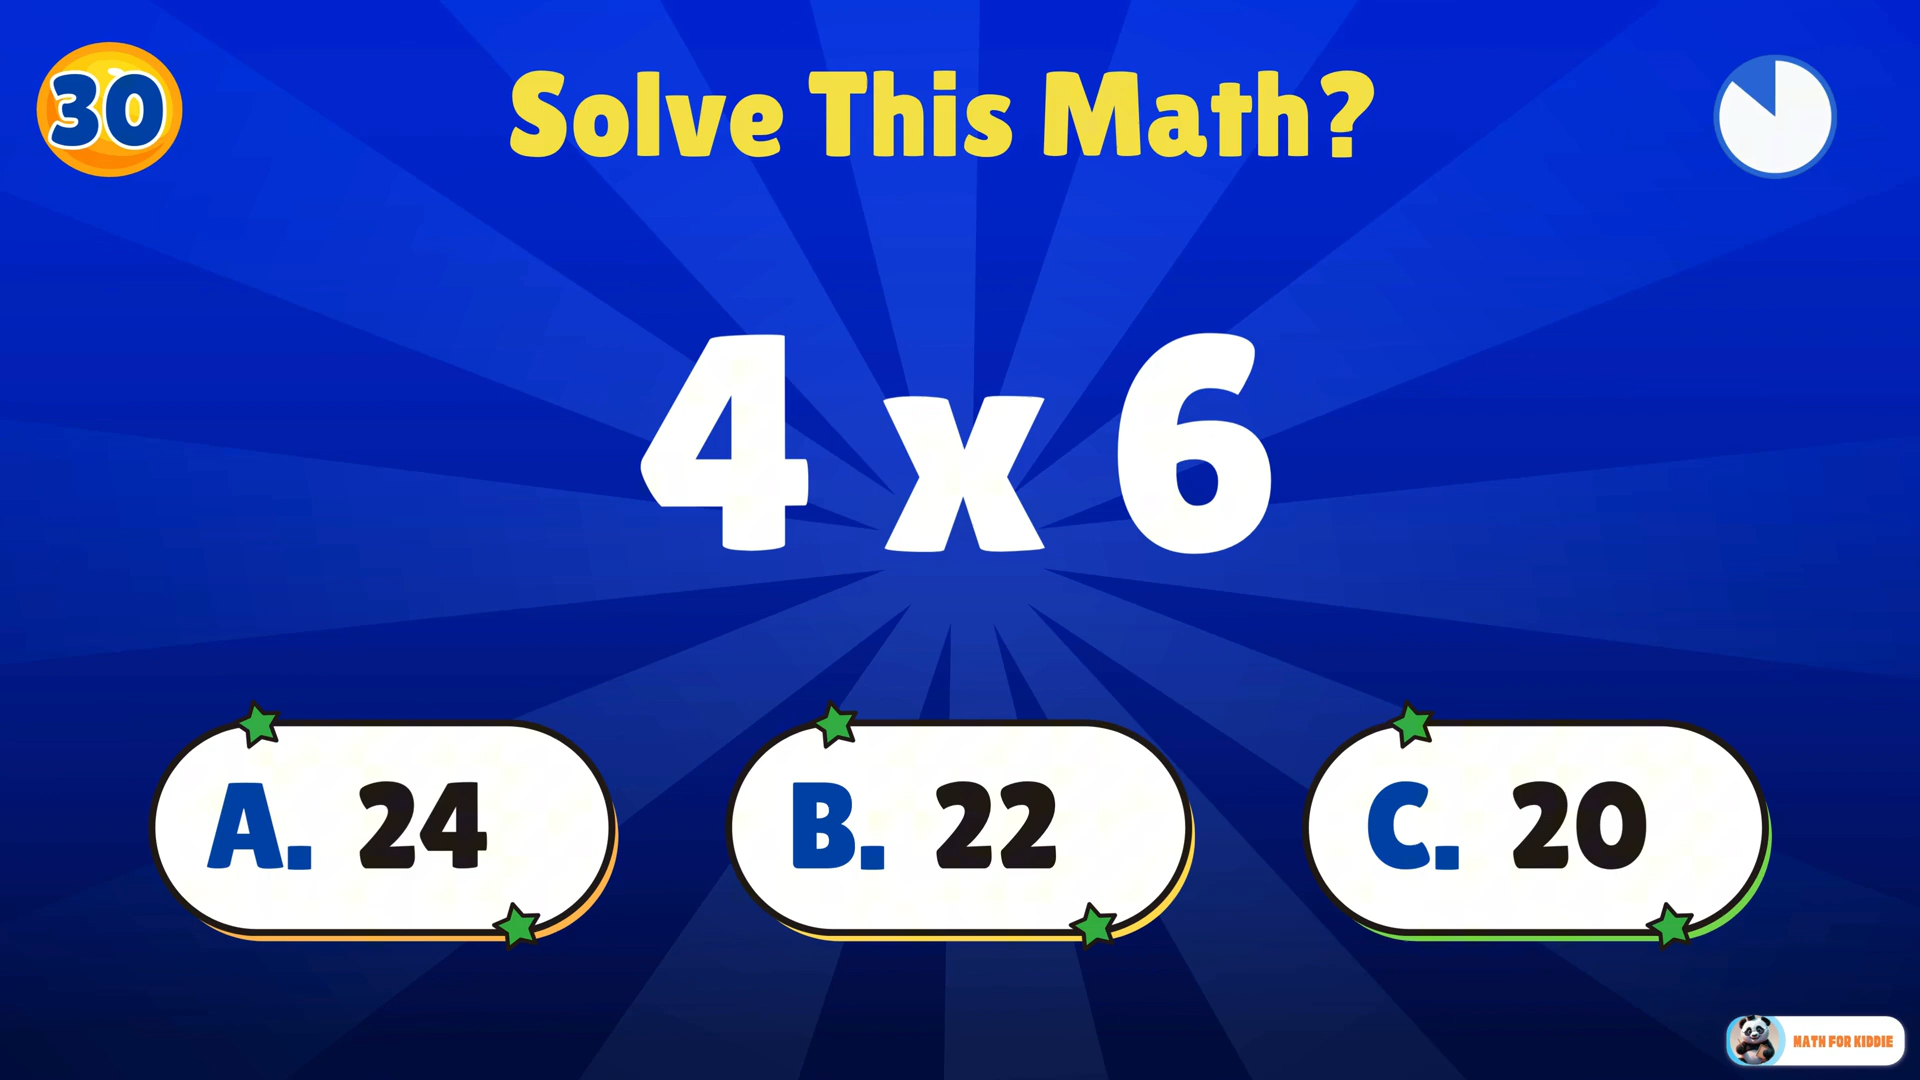 30
Solve This Math?
4 x 6
A. 24
B. 22
C. 20
MATH FOR KIDDIE